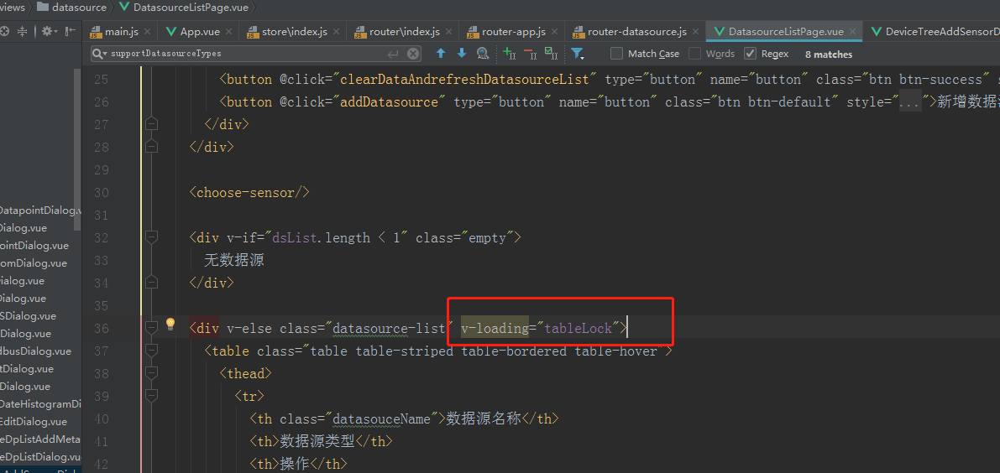 views datasource DatasourceListPage.vue
main.js App.vue store\index.js router\index.js router-app.js router-datasource.js DatasourceListPage.vue DeviceTreeAddSensorD
supportDatasourceTypes Match Case Words Regex 8 matches
25 <button @click="clearDataAndrefreshDatasourceList" type="button" name="button" class="btn btn-success" s
26 <button @click="addDatasource" type="button" name="button" class="btn btn-default" style="...">新增数据
27 </div>
28 </div>
29
30 <choose-sensor/>
31
32 <div v-if="dsList.length < 1" class="empty">
33 无数据源
34 </div>
35
36 <div v-else class="datasource-list" v-loading="tableLock">
37 <table class="table table-striped table-bordered table-hover">
38 <thead>
39 <tr>
40 <th class="datasouceName">数据源名称</th>
41 <th>数据源类型</th>
42 <th>操作</th>
DatapointDialog.v
Dialog.vue
ointDialog.vue
omDialog.vue
Dialog.vue
Dialog.vue
SDialog.vue
Dialog.vue
dbusDialog.vue
tDialog.vue
Dialog.vue
DateHistogramDi
EditDialog.vue
eDpListAddMeta
eDpListDialog.vu